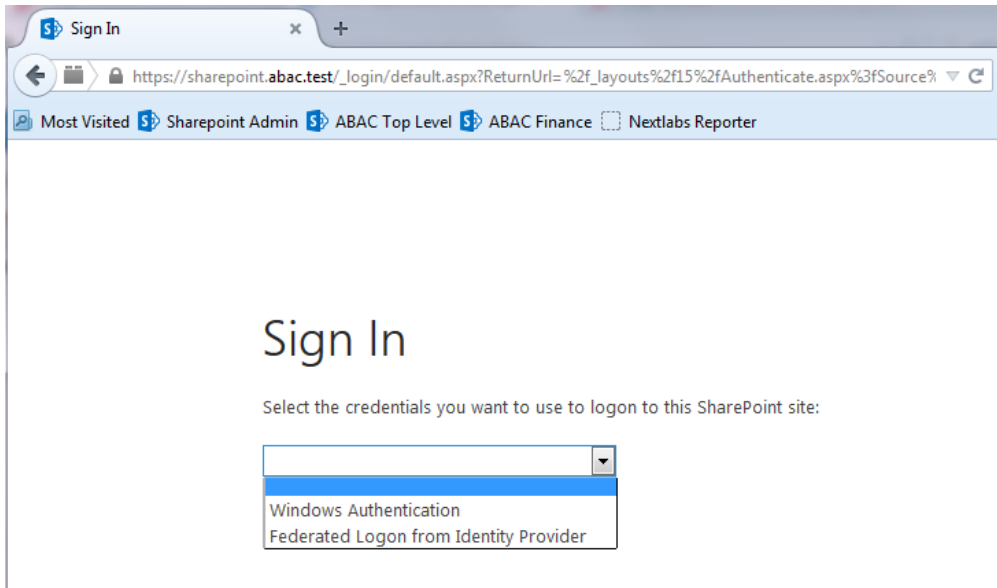 Sign In
https://sharepoint.abac.test/_login/default.aspx?ReturnUrl=%2f_layouts%2f15%2fAuthenticate.aspx%3fSource%
Most Visited Sharepoint Admin ABAC Top Level ABAC Finance Nextlabs Reporter
Sign In
Select the credentials you want to use to logon to this SharePoint site:
Windows Authentication
Federated Logon from Identity Provider